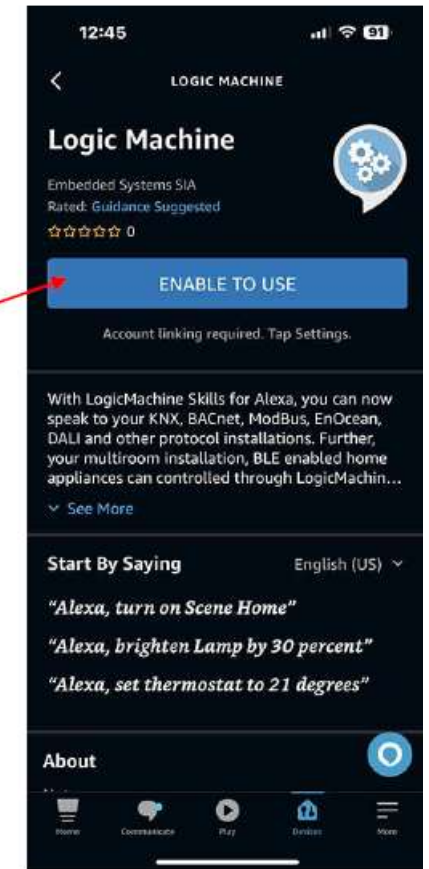 12:45
91
LOGIC MACHINE
Logic Machine
Embedded Systems SIA
Rated: Guidance Suggested
0
ENABLE TO USE
Account linking required. Tap Settings.
With LogicMachine Skills for Alexa, you can now
speak to your KNX, BACnet, ModBus, EnOcean,
DALI and other protocol installations. Further,
your multiroom installation, BLE enabled home
appliances can controlled through LogicMachin...
See More
Start By Saying English (US)
“Alexa, turn on Scene Home”
“Alexa, brighten Lamp by 30 percent”
“Alexa, set thermostat to 21 degrees”
About
Home Communicate Play Devices More